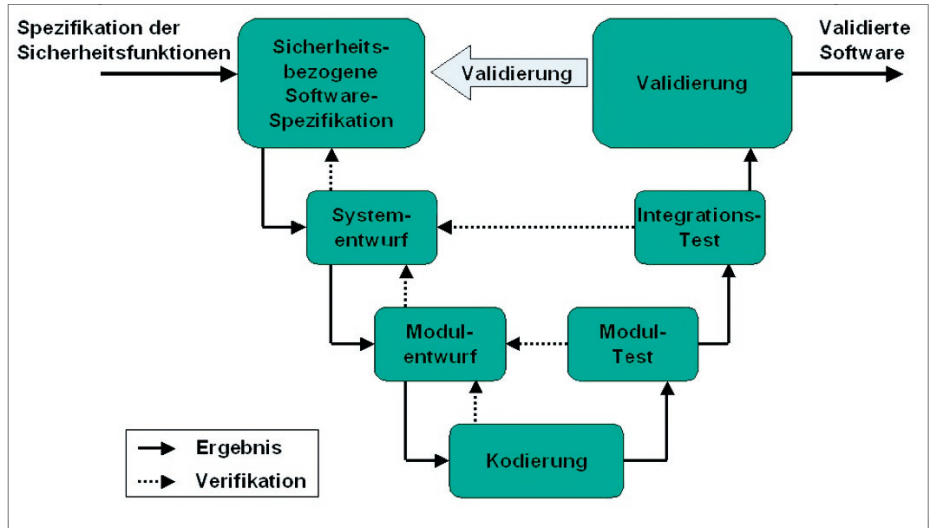 Spezifikation der
Sicherheitsfunktionen
Sicherheits-
bezogene
Software-
Spezifikation
Validierung
Validierung
Validierte
Software
System-
entwurf
Integrations-
Test
Modul-
entwurf
Modul-
Test
Kodierung
Ergebnis
Verifikation